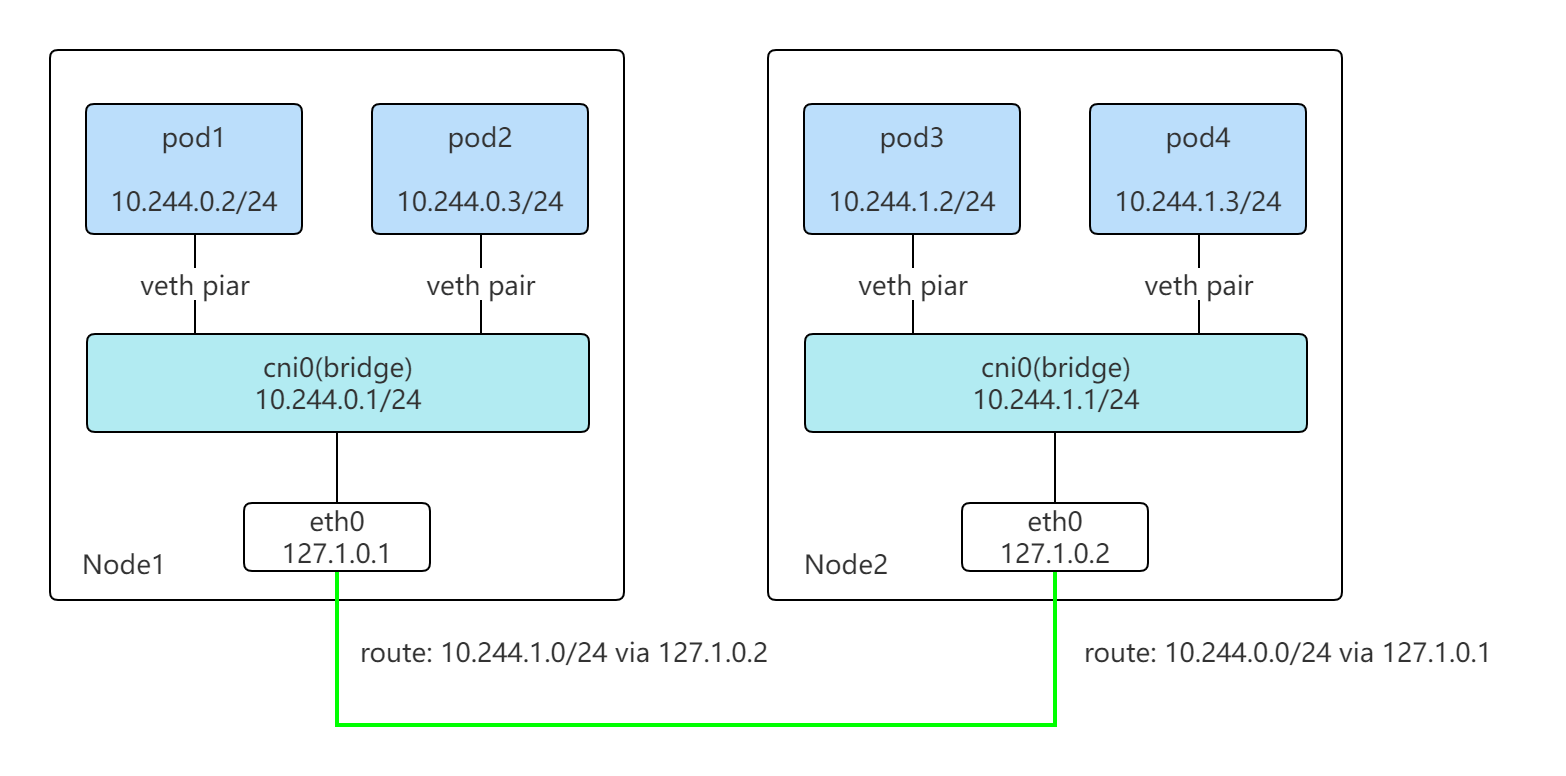 pod1
10.244.0.2/24
pod2
10.244.0.3/24
veth piar
veth pair
cni0(bridge)
10.244.0.1/24
eth0
127.1.0.1
Node1
pod3
10.244.1.2/24
pod4
10.244.1.3/24
veth piar
veth pair
cni0(bridge)
10.244.1.1/24
eth0
127.1.0.2
Node2
route: 10.244.1.0/24 via 127.1.0.2
route: 10.244.0.0/24 via 127.1.0.1